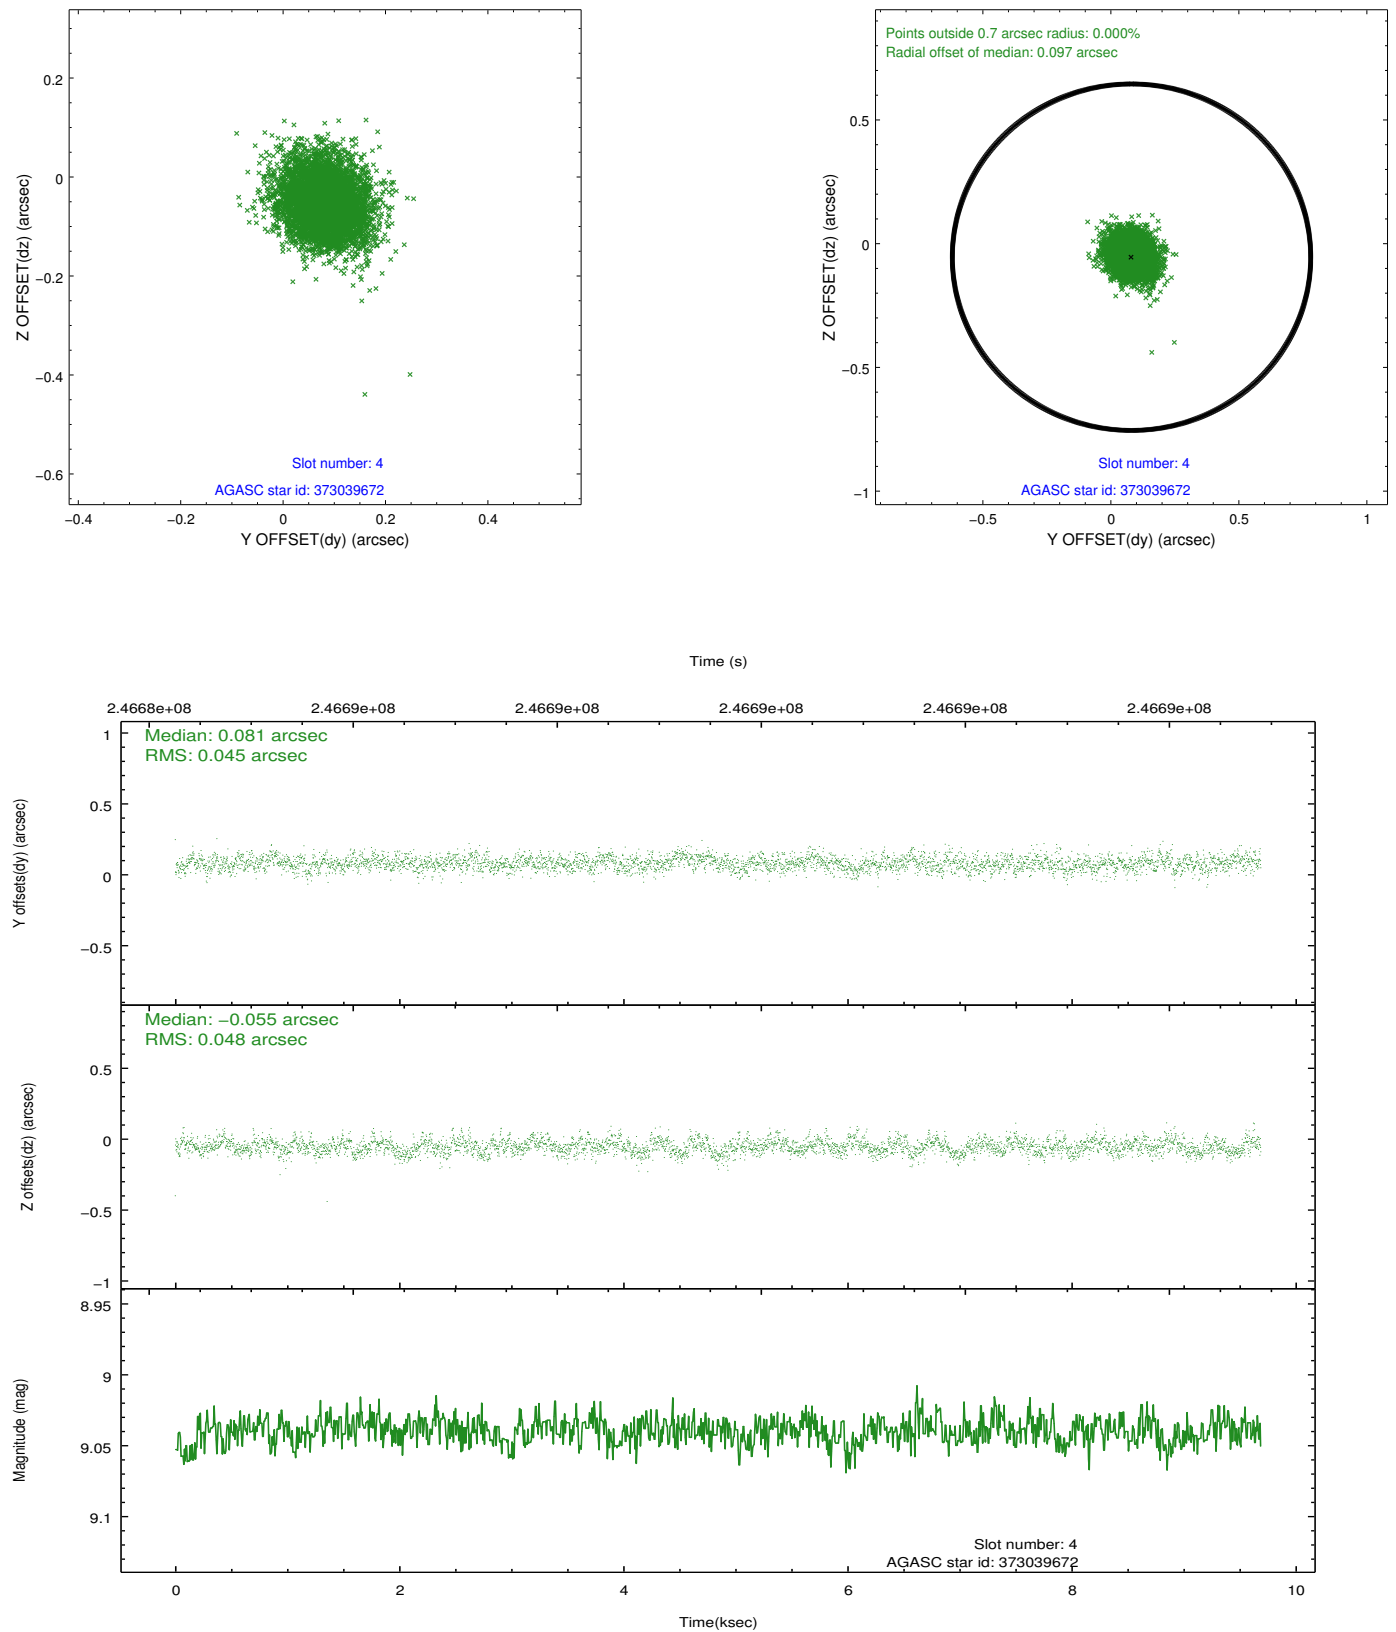 0.2
0
−0.2
−0.4
−0.6
Z OFFSET(dz) (arcsec)
Slot number: 4
AGASC star id: 373039672
−0.4
−0.2
0
0.2
0.4
Y OFFSET(dy) (arcsec)
Points outside 0.7 arcsec radius: 0.000%
Radial offset of median: 0.097 arcsec
0.5
0
−0.5
−1
Z OFFSET(dz) (arcsec)
Slot number: 4
AGASC star id: 373039672
−0.5
0
0.5
1
Y OFFSET(dy) (arcsec)
Time (s)
2.4668e+08
2.4669e+08
2.4669e+08
2.4669e+08
2.4669e+08
2.4669e+08
Median: 0.081 arcsec
RMS: 0.045 arcsec
1
0.5
0
−0.5
Y offsets(dy) (arcsec)
Median: −0.055 arcsec
RMS: 0.048 arcsec
0.5
0
−0.5
−1
Z offsets(dz) (arcsec)
8.95
9
9.05
9.1
Magnitude (mag)
Slot number: 4
AGASC star id: 373039672
0
2
4
6
8
10
Time(ksec)